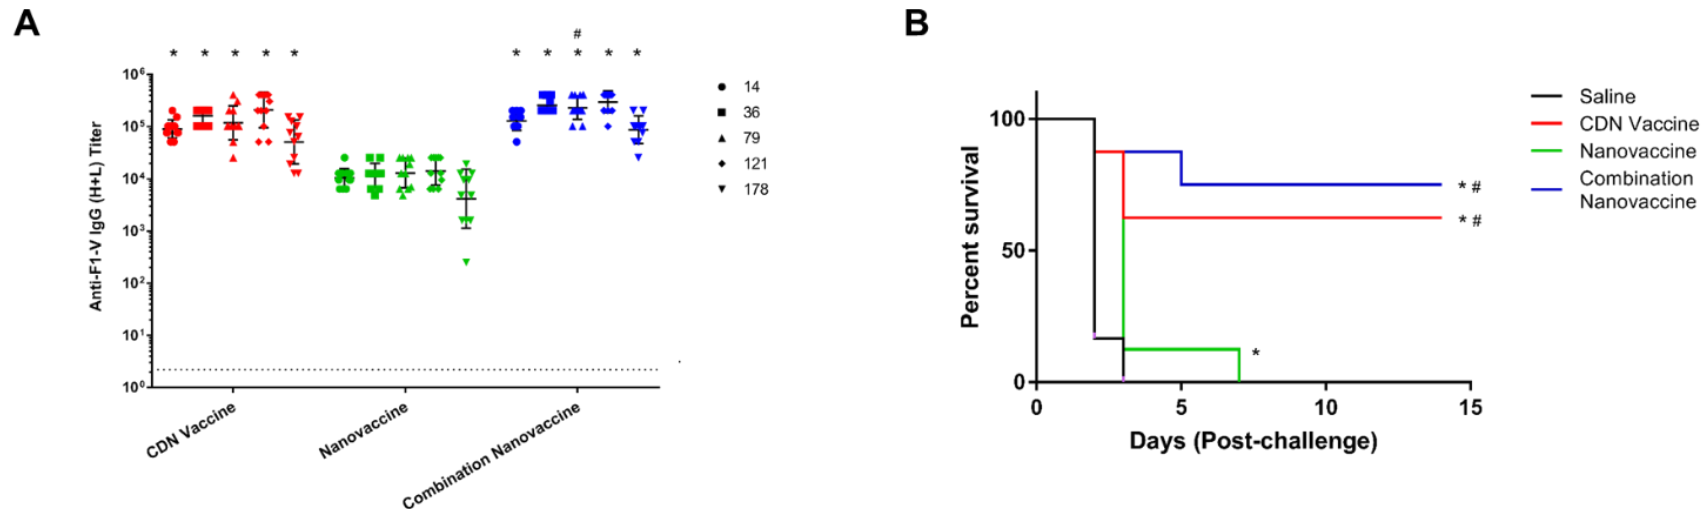 A
#
* * * * *
* * * * *
10⁶
10⁵
10⁴
10³
10²
10¹
10⁰
Anti-F1-V IgG (H+L) Titer
CDN Vaccine
Nanovaccine
Combination Nanovaccine
14
36
79
121
178
B
100
50
0
Percent survival
0 5 10 15
Days (Post-challenge)
* #
* #
*
Saline
CDN Vaccine
Nanovaccine
Combination
Nanovaccine